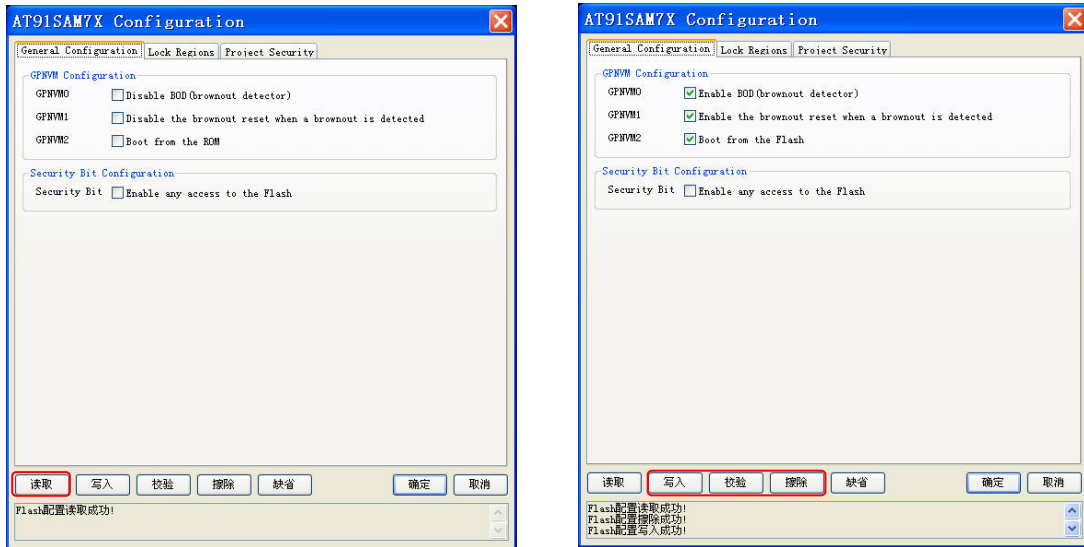 AT91SAM7X Configuration
General Configuration Lock Regions Project Security
GPNVM Configuration
GPNVM0 Disable BOD(brownout detector)
GPNVM1 Disable the brownout reset when a brownout is detected
GPNVM2 Boot from the ROM
Security Bit Configuration
Security Bit Enable any access to the Flash
读取 写入 校验 擦除 缺省 确定 取消
Flash配置读取成功!
AT91SAM7X Configuration
General Configuration Lock Regions Project Security
GPNVM Configuration
GPNVM0 Enable BOD(brownout detector)
GPNVM1 Enable the brownout reset when a brownout is detected
GPNVM2 Boot from the Flash
Security Bit Configuration
Security Bit Enable any access to the Flash
读取 写入 校验 擦除 缺省 确定 取消
Flash配置读取成功!
Flash配置擦除成功!
Flash配置写入成功!